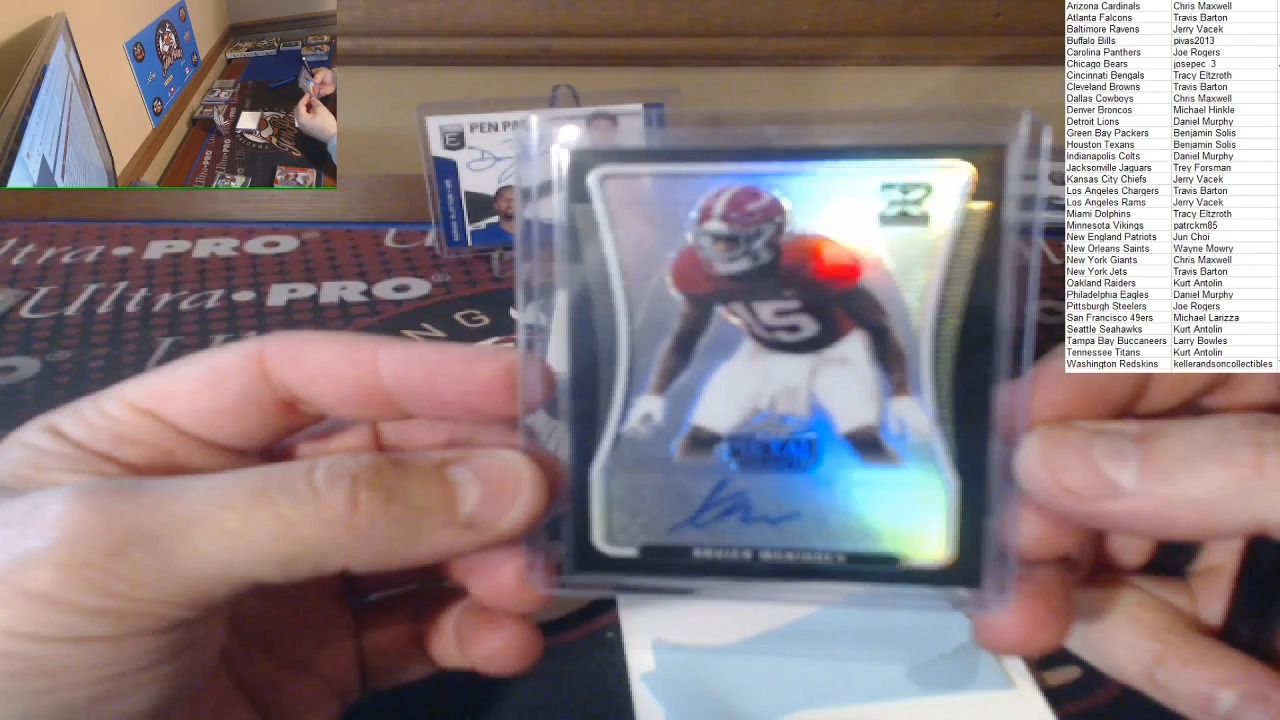 Arizona Cardinals Chris Maxwell
Atlanta Falcons Travis Barton
Baltimore Ravens Jerry Vacek
Buffalo Bills pivas2013
Carolina Panthers Joe Rogers
Chicago Bears josepec 3
Cincinnati Bengals Tracy Eltzroth
Cleveland Browns Travis Barton
Dallas Cowboys Chris Maxwell
Denver Broncos Michael Hinkle
Detroit Lions Daniel Murphy
Green Bay Packers Benjamin Solis
Houston Texans Benjamin Solis
Indianapolis Colts Daniel Murphy
Jacksonville Jaguars Trey Forsman
Kansas City Chiefs Jerry Vacek
Los Angeles Chargers Travis Barton
Los Angeles Rams Jerry Vacek
Miami Dolphins Tracy Eltzroth
Minnesota Vikings patrckm85
New England Patriots Jun Choi
New Orleans Saints Wayne Mowry
New York Giants Chris Maxwell
New York Jets Travis Barton
Oakland Raiders Kurt Antolin
Philadelphia Eagles Daniel Murphy
Pittsburgh Steelers Joe Rogers
San Francisco 49ers Michael Larizza
Seattle Seahawks Kurt Antolin
Tampa Bay Buccaneers Larry Bowles
Tennessee Titans Kurt Antolin
Washington Redskins kellerandsoncollectibles
PEN PA
Ultra PRO
Ultra PRO
15